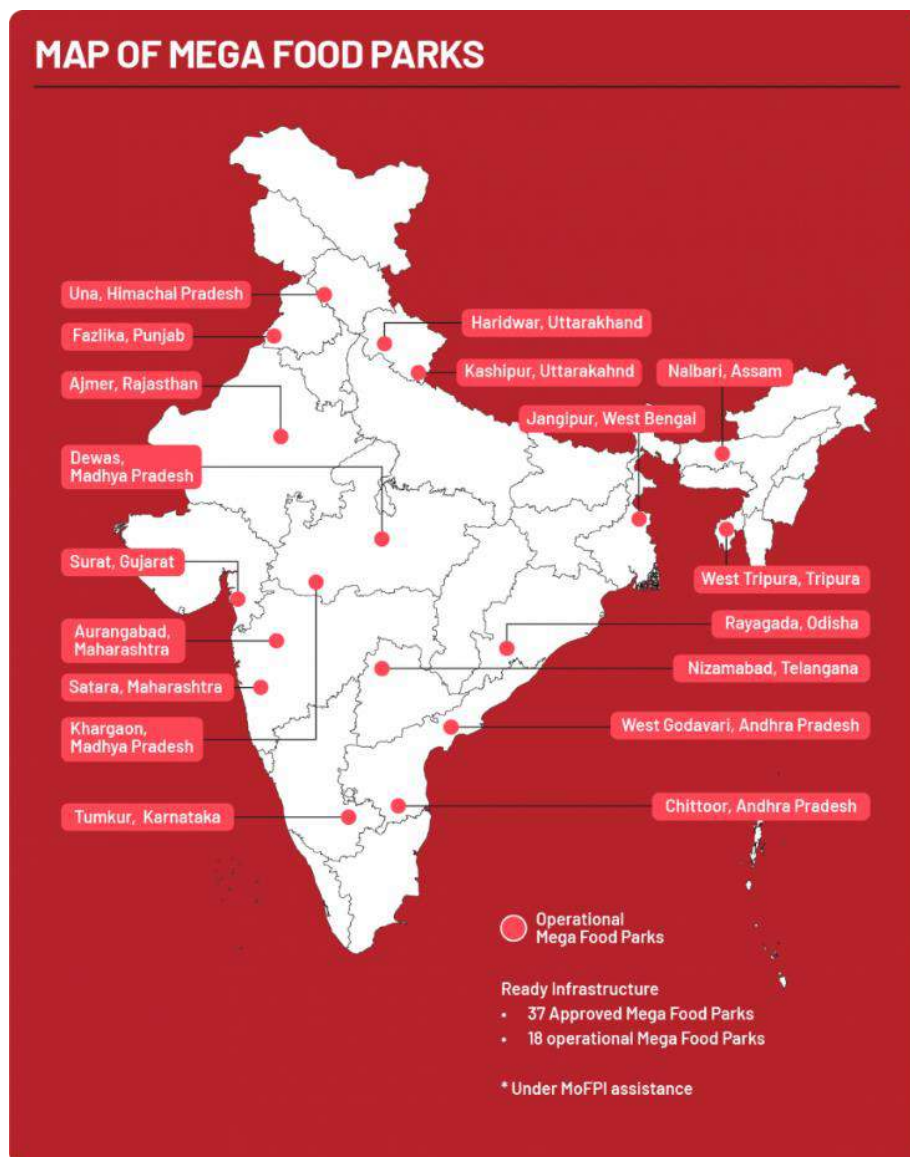 MAP OF MEGA FOOD PARKS
Una, Himachal Pradesh
Fazlika, Punjab
Ajmer, Rajasthan
Dewas,
Madhya Pradesh
Surat, Gujarat
Aurangabad,
Maharashtra
Satara, Maharashtra
Khargaon,
Madhya Pradesh
Tumkur, Karnataka
Haridwar, Uttarakhand
Kashipur, Uttarakahnd
Nalbari, Assam
Jangipur, West Bengal
West Tripura, Tripura
Rayagada, Odisha
Nizamabad, Telangana
West Godavari, Andhra Pradesh
Chittoor, Andhra Pradesh
Operational
Mega Food Parks
Ready Infrastructure
• 37 Approved Mega Food Parks
• 18 operational Mega Food Parks
* Under MoFPI assistance